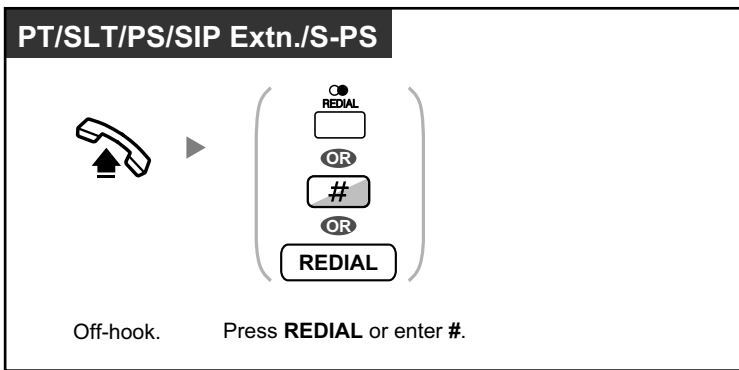 PT/SLT/PS/SIP Extn./S-PS
REDIAL
OR
#
OR
REDIAL
Off-hook.
Press REDIAL or enter #.